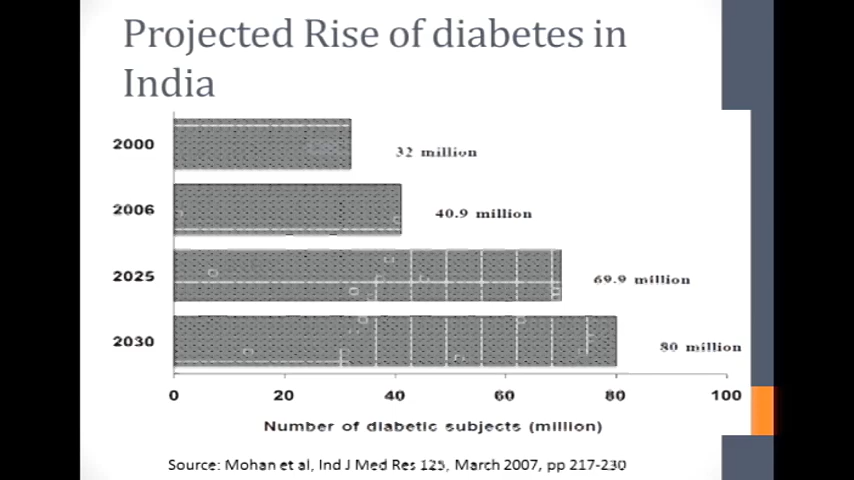 Projected Rise of diabetes in
India
2000
32 million
2006
40.9 million
2025
69.9 million
2030
80 million
0 20 40 60 80 100
Number of diabetic subjects (million)
Source: Mohan et al, Ind J Med Res 125, March 2007, pp 217-230